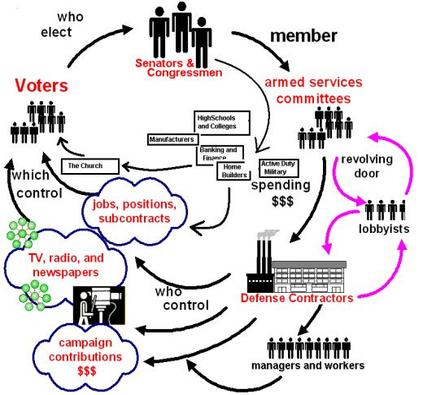 who
elect
Senators &
Congressmen
member
Voters
armed services
committees
HighSchools
and Colleges
Manufacturers
Banking and
Finance
Home
Builders
Active Duty
Military
The Church
spending
$$$
revolving
door
which
control
jobs, positions,
subcontracts
lobbyists
TV, radio, and
newspapers
who
control
Defense Contractors
campaign
contributions
$$$
managers and workers